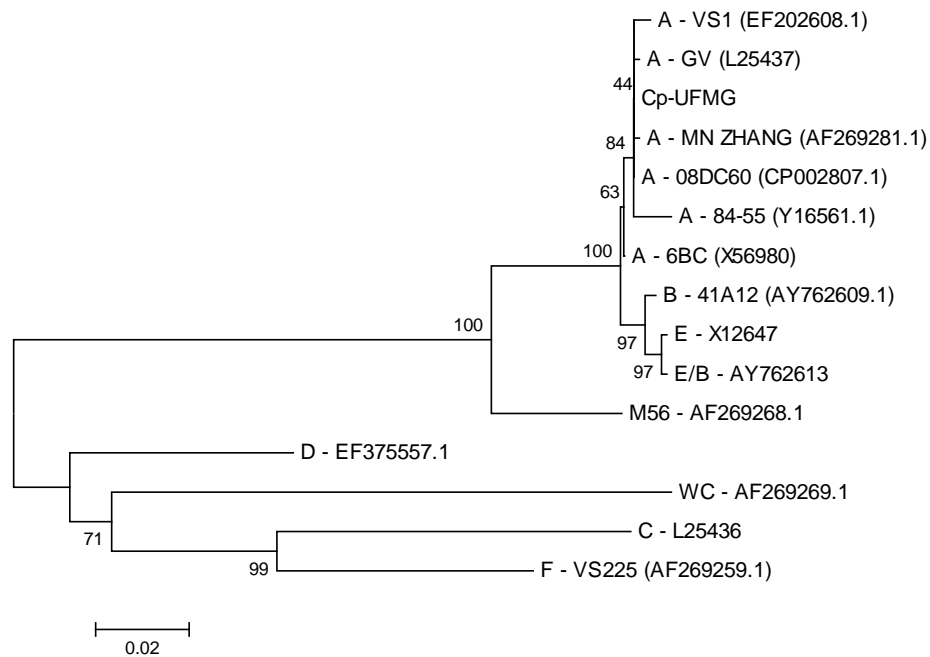 A - VS1 (EF202608.1)
A - GV (L25437)
44
Cp-UFMG
84
A - MN ZHANG (AF269281.1)
A - 08DC60 (CP002807.1)
63
A - 84-55 (Y16561.1)
100
A - 6BC (X56980)
B - 41A12 (AY762609.1)
100
E - X12647
97
97
E/B - AY762613
M56 - AF269268.1
D - EF375557.1
WC - AF269269.1
71
C - L25436
99
F - VS225 (AF269259.1)
0.02